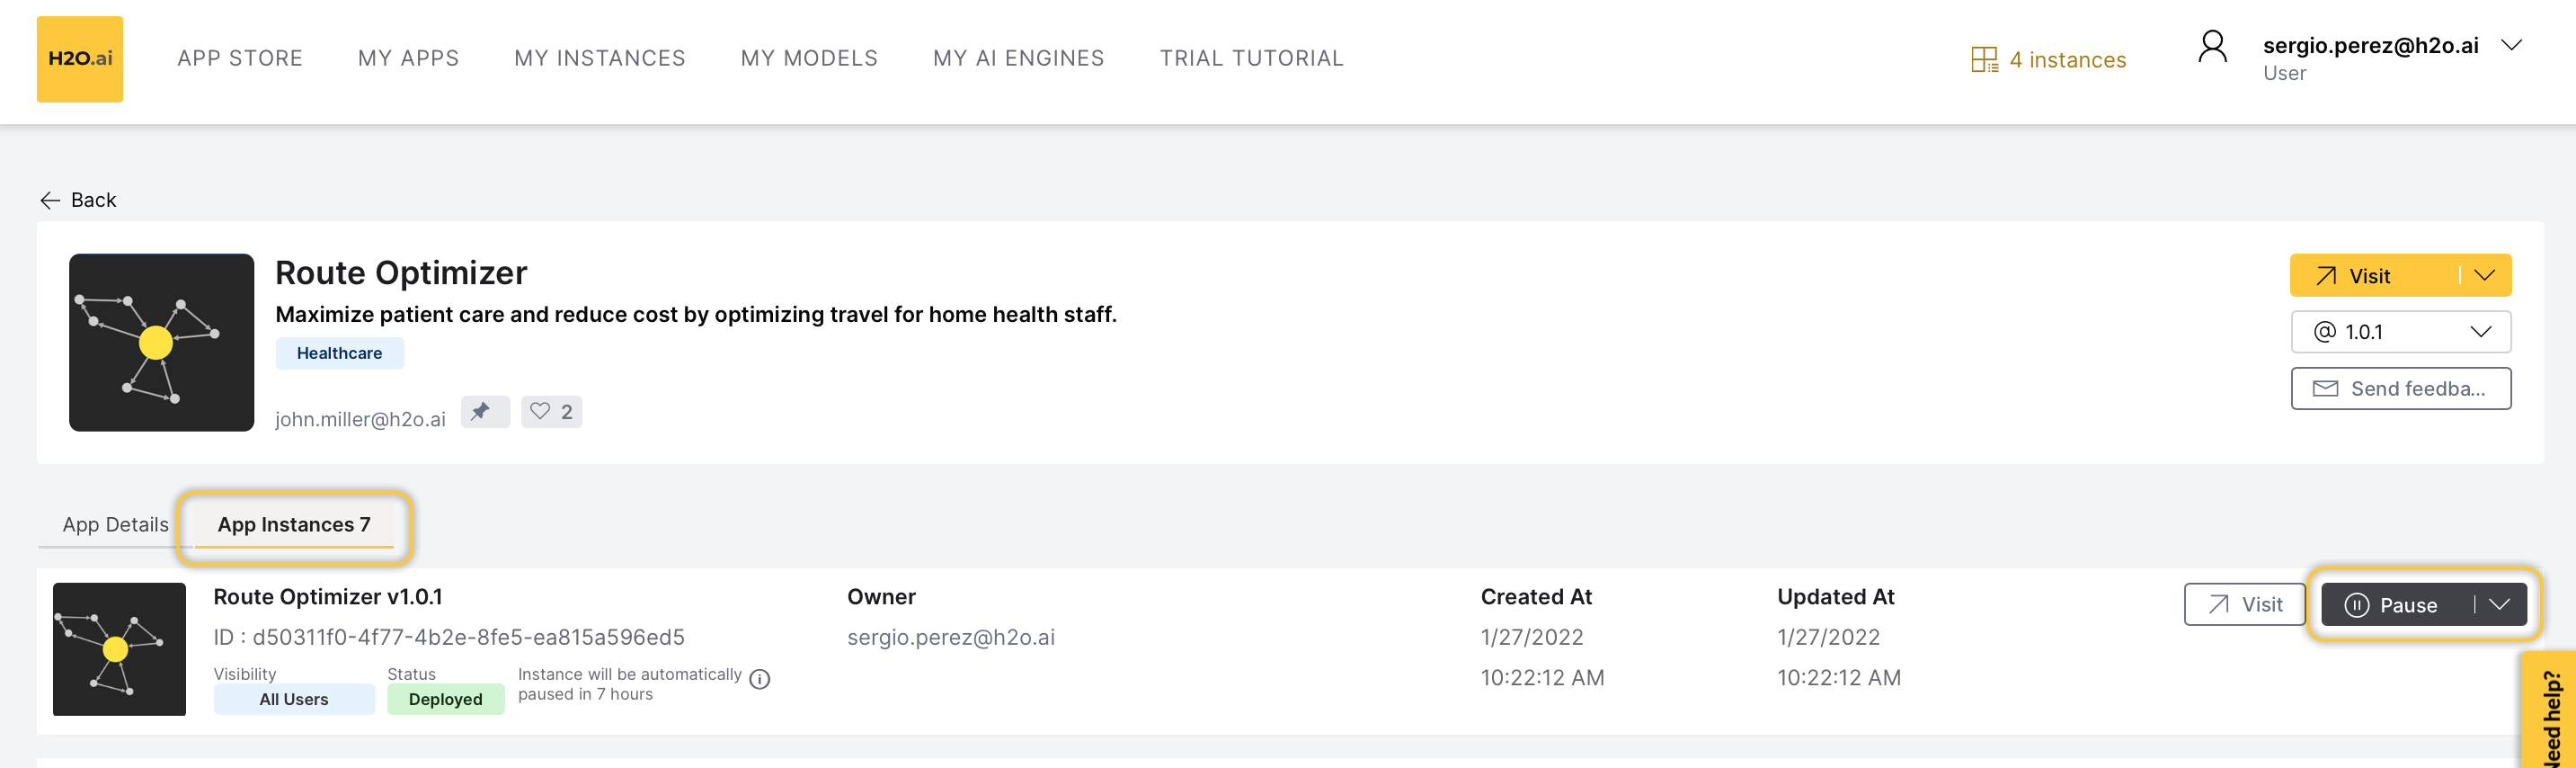 H2O.ai APP STORE MY APPS MY INSTANCES MY MODELS MY AI ENGINES TRIAL TUTORIAL 4 instances sergio.perez@h2o.ai
User
Back
Route Optimizer
Maximize patient care and reduce cost by optimizing travel for home health staff.
Healthcare
john.miller@h2o.ai 2
Visit
@ 1.0.1
Send feedba...
App Details App Instances 7
Route Optimizer v1.0.1 Owner Created At Updated At Visit Pause
ID : d50311f0-4f77-4b2e-8fe5-ea815a596ed5 sergio.perez@h2o.ai 1/27/2022 1/27/2022
Visibility Status Instance will be automatically 10:22:12 AM 10:22:12 AM
All Users Deployed paused in 7 hours
Need help?